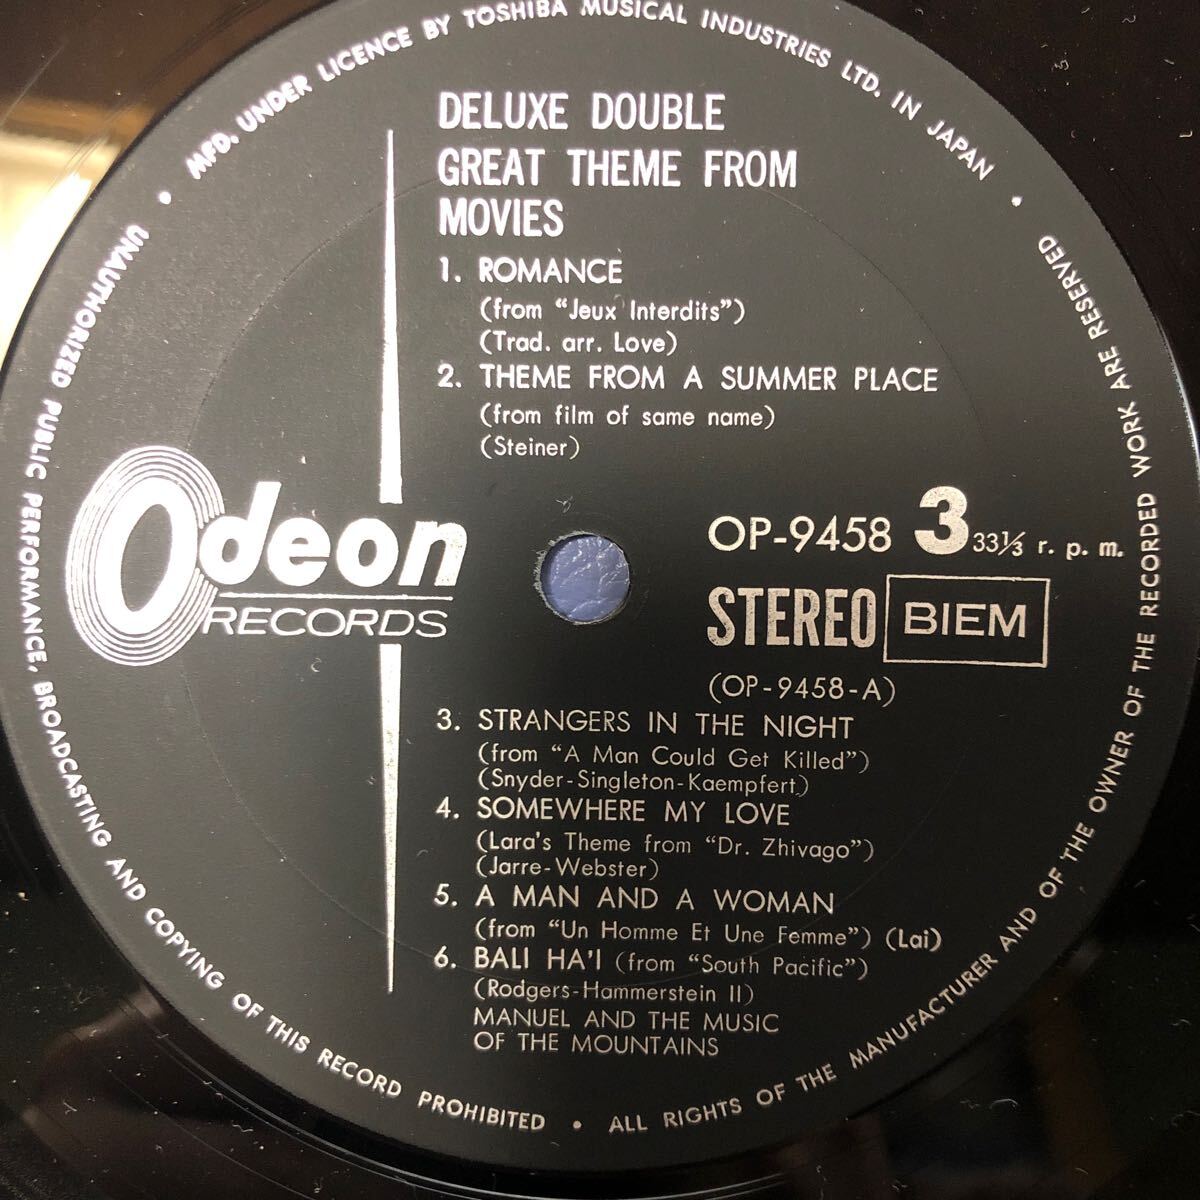 MFD. UNDER LICENCE BY TOSHIBA MUSICAL INDUSTRIES LTD. IN JAPAN •
DELUXE DOUBLE
GREAT THEME FROM
MOVIES
1. ROMANCE
(from "Jeux Interdits")
(Trad. arr. Love)
2. THEME FROM A SUMMER PLACE
(from film of same name)
(Steiner)
Odeon
RECORDS
OP-9458 3 33⅓ r. p. m.
STEREO BIEM
(OP-9458-A)
3. STRANGERS IN THE NIGHT
(from "A Man Could Get Killed")
(Snyder-Singleton-Kaempfert)
4. SOMEWHERE MY LOVE
(Lara's Theme from "Dr. Zhivago")
(Jarre-Webster)
5. A MAN AND A WOMAN
(from "Un Homme Et Une Femme") (Lai)
6. BALI HA'I (from "South Pacific")
(Rodgers-Hammerstein II)
MANUEL AND THE MUSIC
OF THE MOUNTAINS
• UNAUTHORIZED PUBLIC PERFORMANCE, BROADCASTING AND COPYING OF THIS RECORD PROHIBITED • ALL RIGHTS OF THE MANUFACTURER AND OF THE OWNER OF THE RECORDED WORK ARE RESERVED